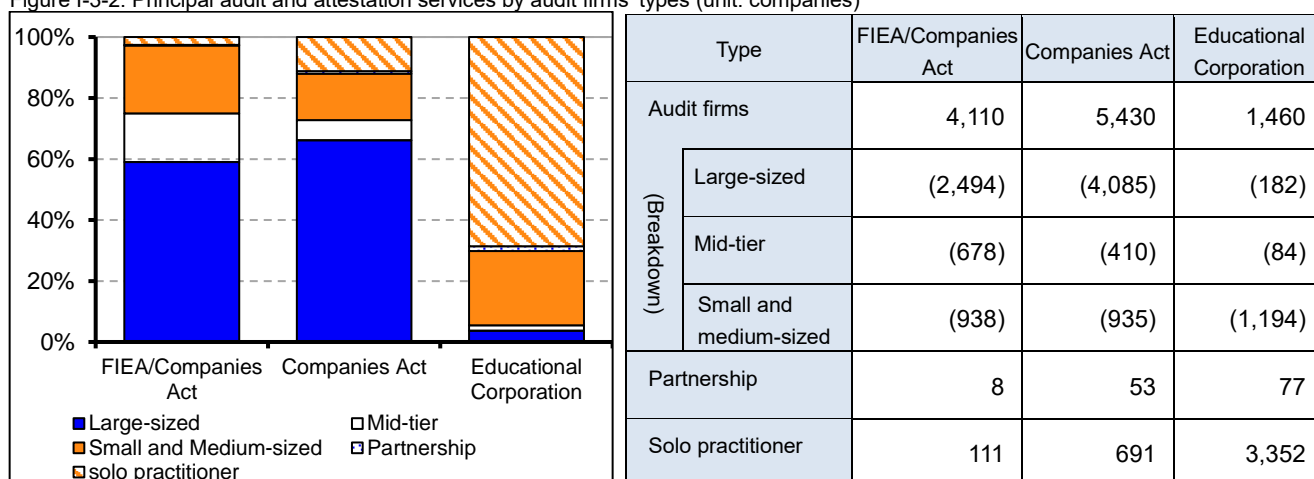 Figure I-3-2: Principal audit and attestation services by audit firms' types (unit: companies)
100%
80%
60%
40%
20%
0%
FIEA/Companies
Act
Companies Act
Educational
Corporation
Large-sized
Mid-tier
Small and Medium-sized
Partnership
solo practitioner
Type
FIEA/Companies
Act
Companies Act
Educational
Corporation
Audit firms
4,110
5,430
1,460
(Breakdown)
Large-sized
(2,494)
(4,085)
(182)
Mid-tier
(678)
(410)
(84)
Small and
medium-sized
(938)
(935)
(1,194)
Partnership
8
53
77
Solo practitioner
111
691
3,352